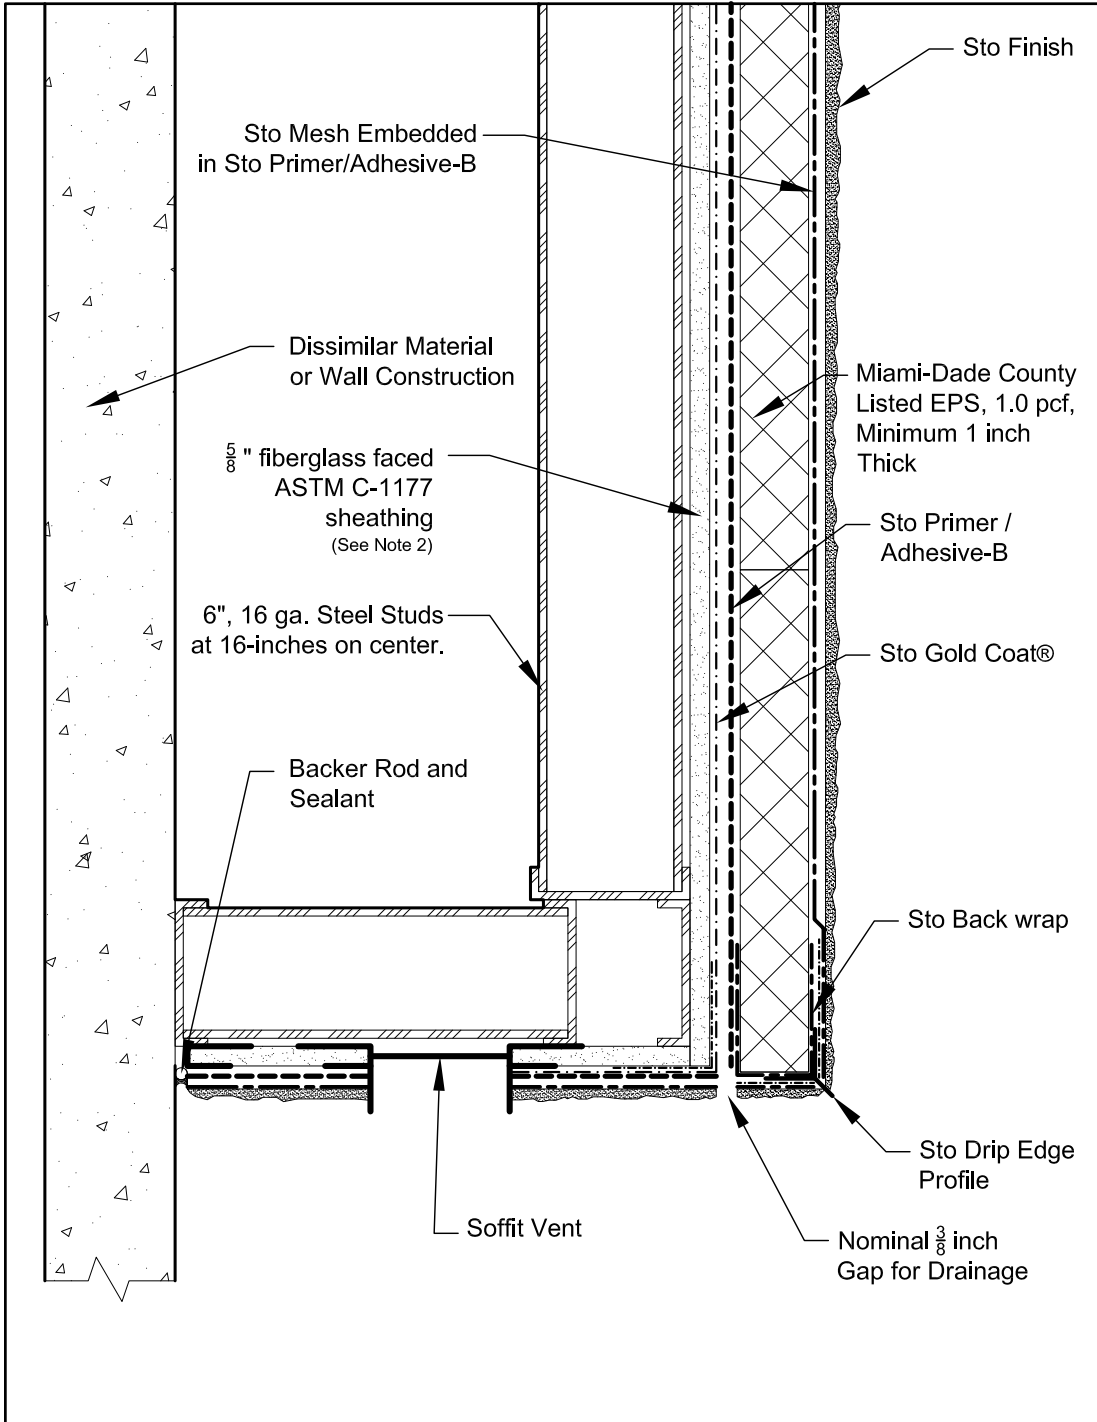 Sto Finish
Sto Mesh Embedded
in Sto Primer/Adhesive-B
Dissimilar Material
or Wall Construction
Miami-Dade County
Listed EPS, 1.0 pcf,
Minimum 1 inch
Thick
5/8 " fiberglass faced
ASTM C-1177
sheathing
(See Note 2)
Sto Primer /
Adhesive-B
6", 16 ga. Steel Studs
at 16-inches on center.
Sto Gold Coat®
Backer Rod and
Sealant
Sto Back wrap
Sto Drip Edge
Profile
Soffit Vent
Nominal 3/8 inch
Gap for Drainage